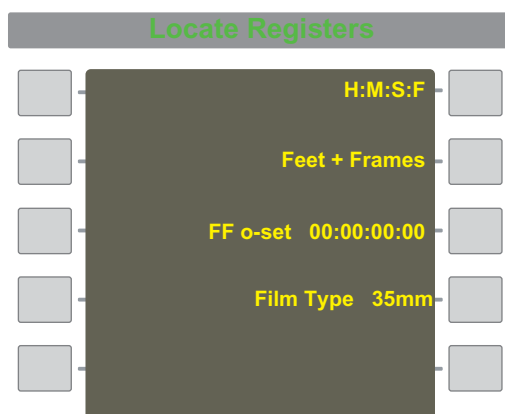 Locate Registers
H:M:S:F
Feet + Frames
FF o-set 00:00:00:00
Film Type 35mm